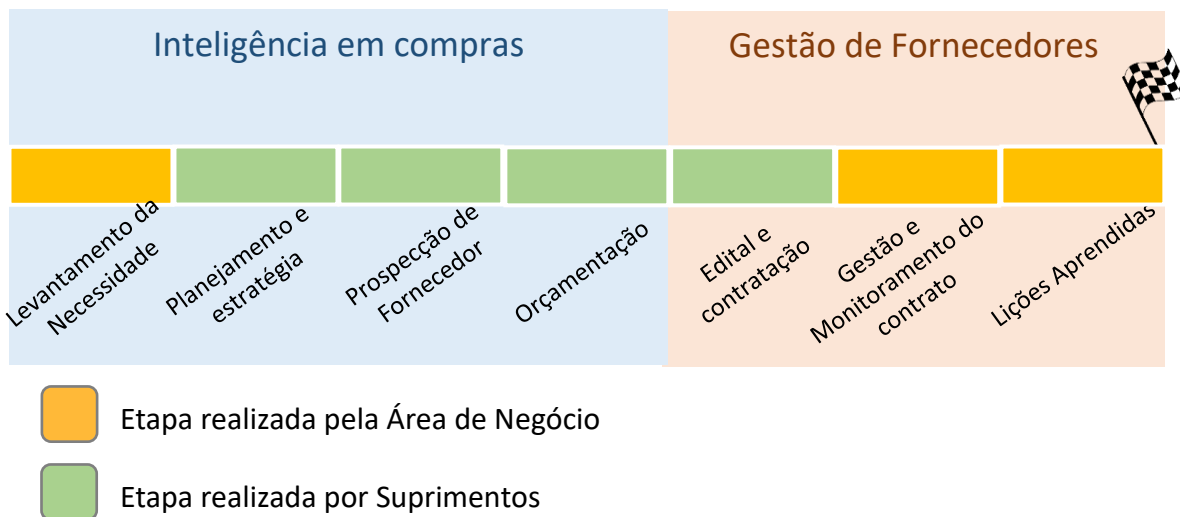 Inteligência em compras
Gestão de Fornecedores
Levantamento da
Necessidade
Planejamento e
estratégia
Prospecção de
Fornecedor
Orçamentação
Edital e
contratação
Gestão e
Monitoramento do
contrato
Lições Aprendidas
Etapa realizada pela Área de Negócio
Etapa realizada por Suprimentos